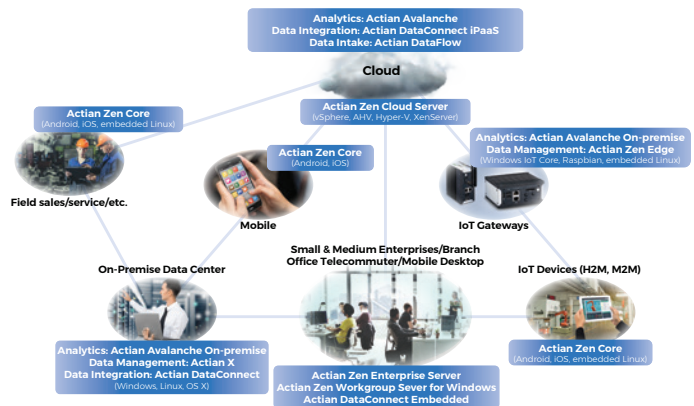 Analytics: Actian Avalanche
Data Integration: Actian DataConnect iPaaS
Data Intake: Actian DataFlow
Cloud
Actian Zen Cloud Server
(vSphere, AHV, Hyper-V, XenServer)
Actian Zen Core
(Android, iOS, embedded Linux)
Field sales/service/etc.
Actian Zen Core
(Android, iOS)
Mobile
Analytics: Actian Avalanche On-premise
Data Management: Actian Zen Edge
(Windows IoT Core, Raspbian, embedded Linux)
IoT Gateways
On-Premise Data Center
Analytics: Actian Avalanche On-premise
Data Management: Actian X
Data Integration: Actian DataConnect
(Windows, Linux, OS X)
Small & Medium Enterprises/Branch
Office Telecommuter/Mobile Desktop
Actian Zen Enterprise Server
Actian Zen Workgroup Sever for Windows
Actian DataConnect Embedded
IoT Devices (H2M, M2M)
Actian Zen Core
(Android, iOS, embedded Linux)